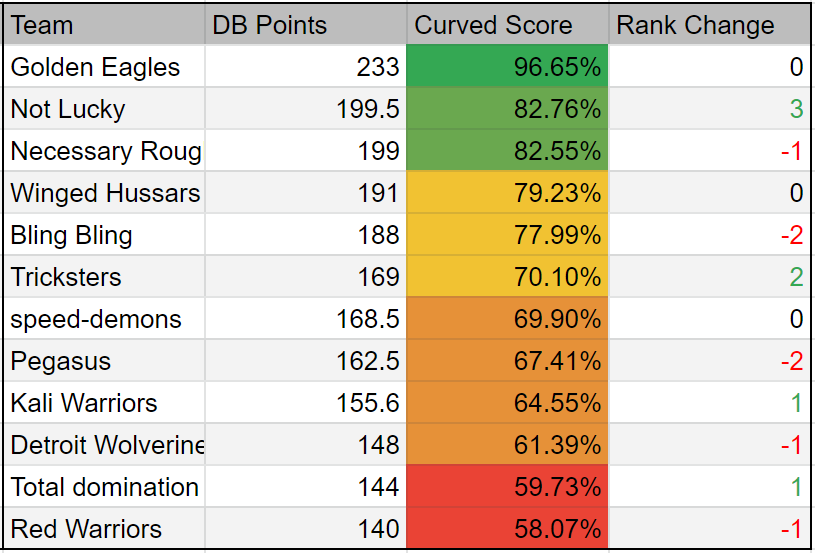 Team DB Points Curved Score Rank Change
Golden Eagles 233 96.65% 0
Not Lucky 199.5 82.76% 3
Necessary Roug 199 82.55% -1
Winged Hussars 191 79.23% 0
Bling Bling 188 77.99% -2
Tricksters 169 70.10% 2
speed-demons 168.5 69.90% 0
Pegasus 162.5 67.41% -2
Kali Warriors 155.6 64.55% 1
Detroit Wolverine 148 61.39% -1
Total domination 144 59.73% 1
Red Warriors 140 58.07% -1